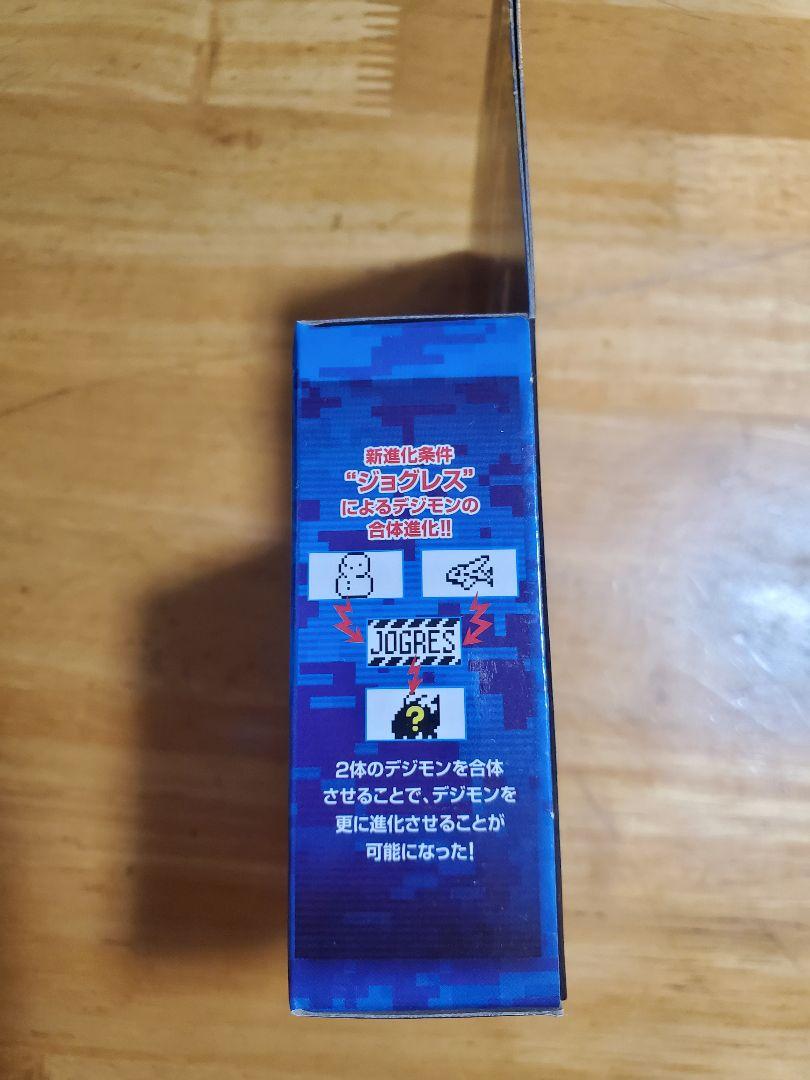 新進化条件
“ジョグレス”
によるデジモンの
合体進化!!
JOGRES
?
2体のデジモンを合体
させることで、デジモンを
更に進化させることが
可能になった!